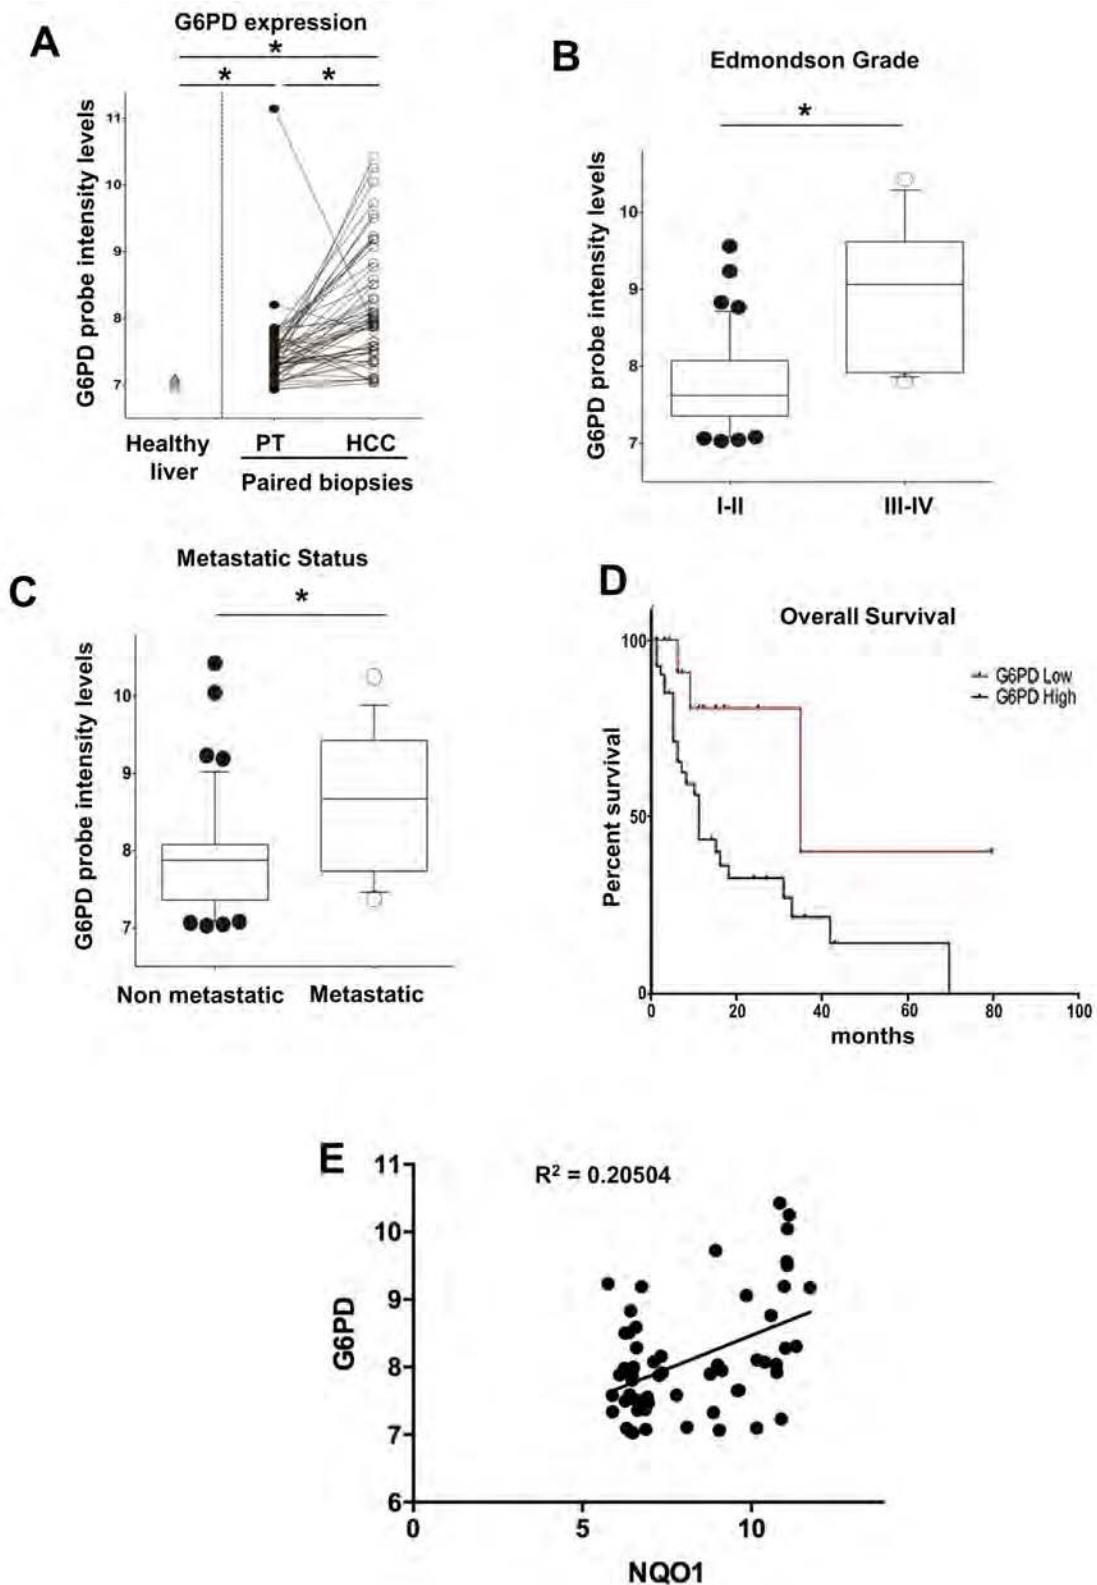 A
G6PD expression
*
*
*
G6PD probe intensity levels
11
10
9
8
7
Healthy
liver
PT
HCC
Paired biopsies
B
Edmondson Grade
*
G6PD probe intensity levels
10
9
8
7
I-II
III-IV
C
Metastatic Status
*
G6PD probe intensity levels
10
9
8
7
Non metastatic
Metastatic
D
Overall Survival
G6PD Low
G6PD High
Percent survival
100
50
0
0
20
40
60
80
100
months
E
R² = 0.20504
G6PD
11
10
9
8
7
6
0
5
10
NQO1